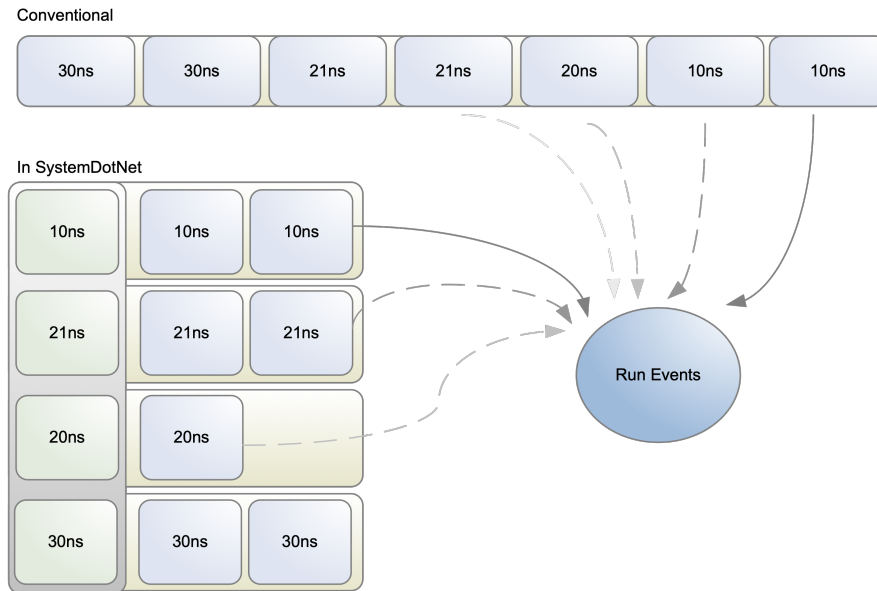 Conventional
30ns 30ns 21ns 21ns 20ns 10ns 10ns
In SystemDotNet
10ns 10ns 10ns
21ns 21ns 21ns
Run Events
20ns 20ns
30ns 30ns 30ns